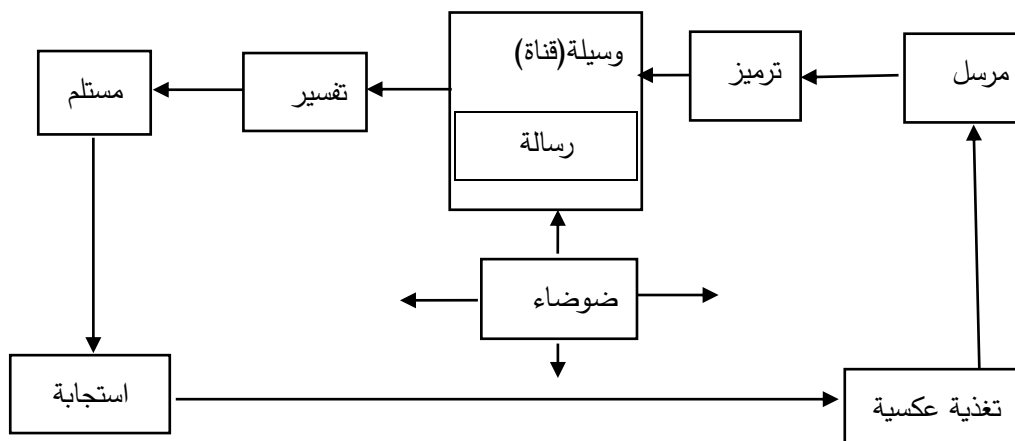 مرسل
ترميز
وسيلة(قناة)
رسالة
تفسير
مستلم
ضوضاء
استجابة
تغذية عكسية